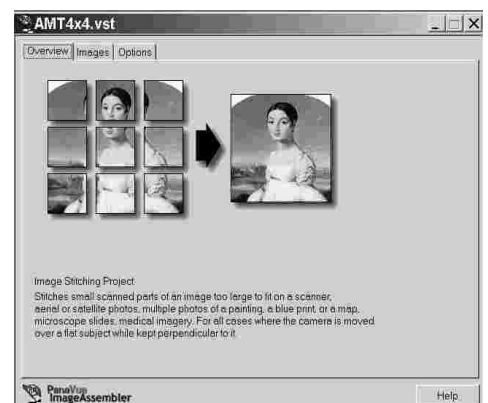 AMT4x4.vst
Overview Images Options
Image Stitching Project
Stitches small scanned parts of an image too large to fit on a scanner,
aerial or satellite photos, multiple photos of a painting, a blue print, or a map,
microscope slides, medical imagery. For all cases where the camera is moved
over a flat subject while kept perpendicular to it
PanaVue
ImageAssembler
Help